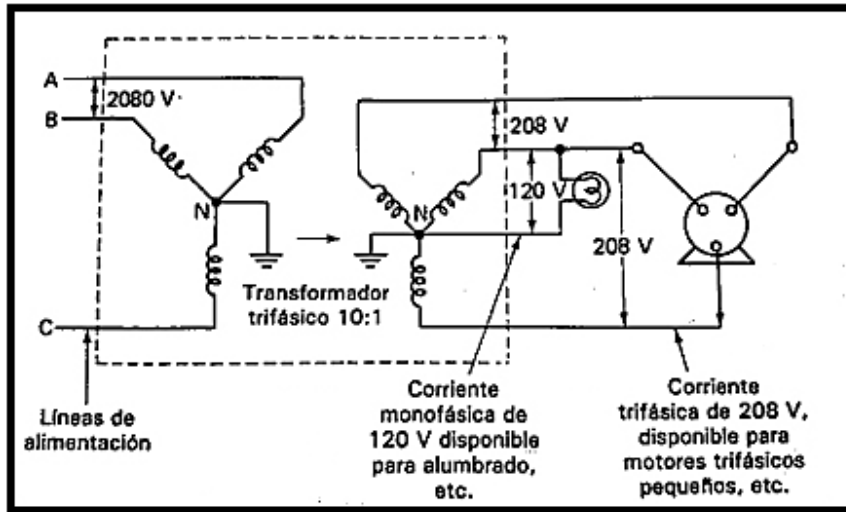 A
2080 V
B
N
C
Transformador
trifásico 10:1
Líneas de
alimentación
208 V
120 V
N
208 V
Corriente
monofásica de
120 V disponible
para alumbrado,
etc.
Corriente
trifásica de 208 V,
disponible para
motores trifásicos
pequeños, etc.